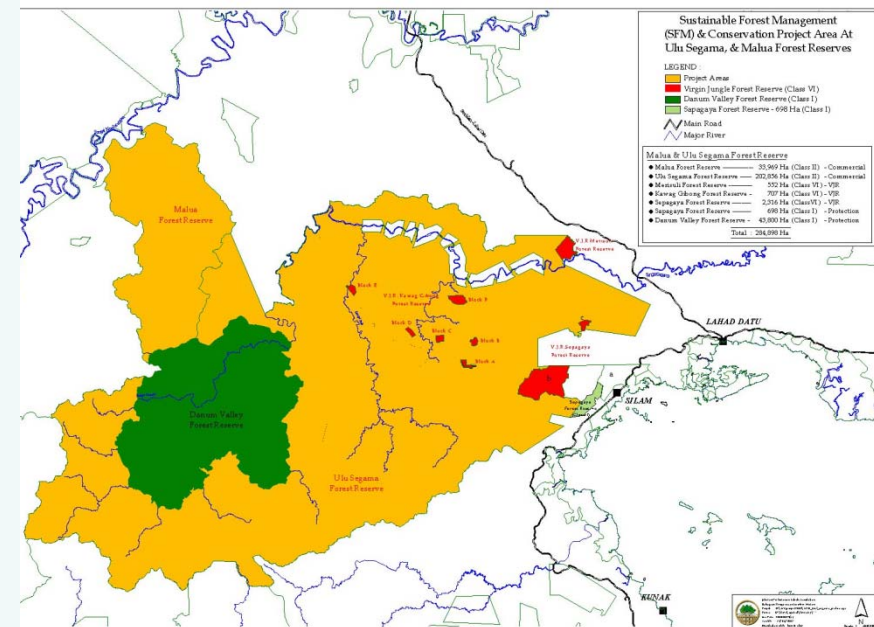 Sustainable Forest Management
(SFM) & Conservation Project Area At
Ulu Segama, & Malua Forest Reserves
LEGEND :
Project Areas
Virgin Jungle Forest Reserve (Class VI)
Danum Valley Forest Reserve (Class I)
Sapagaya Forest Reserve - 698 Ha (Class I)
Main Road
Major River
Malua & Ulu Segama Forest Reserve
Malua Forest Reserve 33,969 Ha (Class II) - Commercial
Ulu Segama Forest Reserve 202,856 Ha (Class II) - Commercial
Forest Reserve 552 Ha (Class VI) - VJR
Kawag Gibong Forest Reserve - 707 Ha (Class VI) - VJR
Sapagaya Forest Reserve 2,316 Ha (Class VI) - VJR
Sapagaya Forest Reserve 698 Ha (Class I) - Protection
Danum Valley Forest Reserve - 43,800 Ha (Class I) - Protection
Total : 284,898 Ha
Malua
Forest Reserve
V.J.R
Forest Reserve
Block E
V.J.R. Kawag Gibong
Forest Reserve
Block D
C
Block B
Block A
V.J.R Sapagaya
Forest Reserve
LAHAD DATU
SILAM
Sapagaya
Forest Reserve
Danum Valley
Forest Reserve
Ulu Segama
Forest Reserve
KUNAK
N